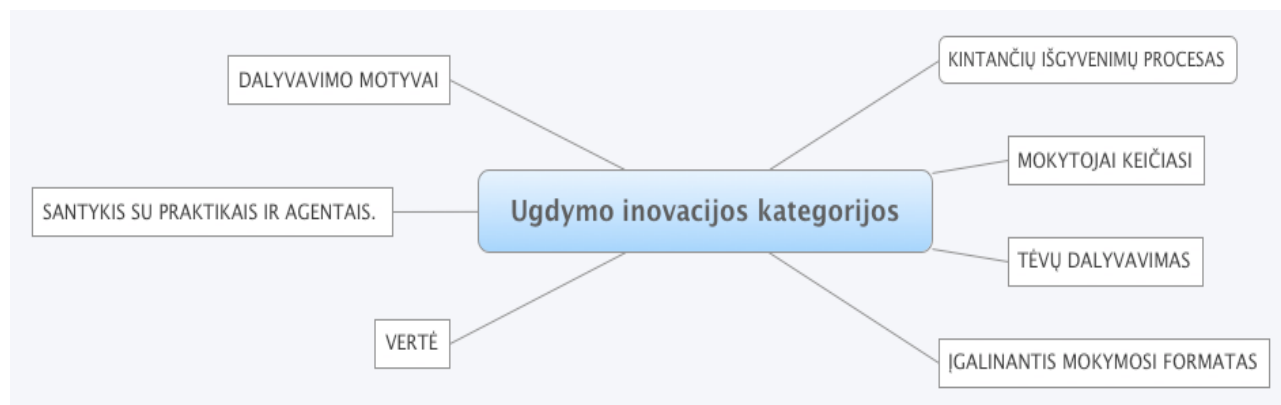 DALYVAVIMO MOTYVAI
KINTANČIŲ IŠGYVENIMŲ PROCESAS
MOKYTOJAI KEIČIASI
SANTYKIS SU PRAKTIKAIS IR AGENTAIS.
Ugdymo inovacijos kategorijos
TĖVŲ DALYVAVIMAS
VERTĖ
ĮGALINANTIS MOKYMOSI FORMATAS